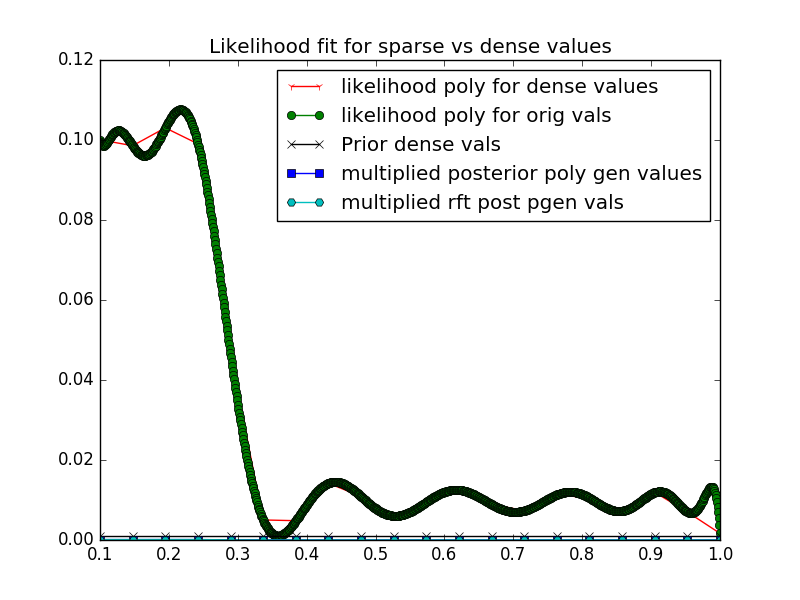 Likelihood fit for sparse vs dense values
0.12
0.10
0.08
0.06
0.04
0.02
0.00
likelihood poly for dense values
likelihood poly for orig vals
Prior dense vals
multiplied posterior poly gen values
multiplied rft post pgen vals
0.1 0.2 0.3 0.4 0.5 0.6 0.7 0.8 0.9 1.0